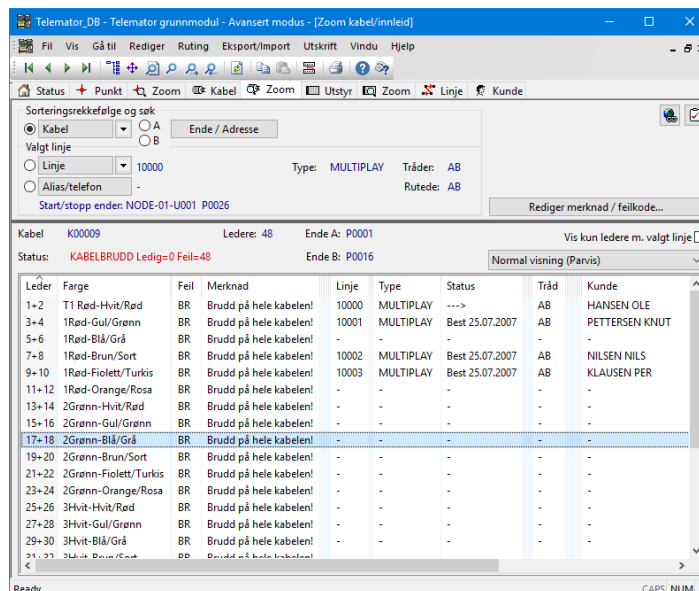 Telemator_DB - Telemator grunnmodul - Avansert modus - [Zoom kabel/innleid]
Fil Vis Gå til Rediger Ruting Eksport/Import Utskrift Vindu Hjelp
Status Punkt Zoom Kabel Zoom Utstyr Zoom Linje Kunde
Sorteringsrekkefølge og søk
Kabel A B Ende / Adresse
Valgt linje
Linje 10000 Type: MULTIPLAY Tråder: AB
Alias/telefon - Rutede: AB
Start/stopp ender: NODE-01-U001 P0026 Rediger merknad / feilkode...
Kabel K00009 Ledere: 48 Ende A: P0001 Vis kun ledere m. valgt linje
Status: KABELBRUDD Ledig=0 Feil=48 Ende B: P0016 Normal visning (Parvis)
Leder Farge Feil Merknad Linje Type Status Tråd Kunde
1+2 T1 Rød-Hvit/Rød BR Brudd på hele kabelen! 10000 MULTIPLAY ---> AB HANSEN OLE
3+4 1Rød-Gul/Grønn BR Brudd på hele kabelen! 10001 MULTIPLAY Best 25.07.2007 AB PETTERSEN KNUT
5+6 1Rød-Blå/Grå BR Brudd på hele kabelen! - - - - -
7+8 1Rød-Brun/Sort BR Brudd på hele kabelen! 10002 MULTIPLAY Best 25.07.2007 AB NILSEN NILS
9+10 1Rød-Fiolett/Turkis BR Brudd på hele kabelen! 10003 MULTIPLAY Best 25.07.2007 AB KLAUSEN PER
11+12 1Rød-Orange/Rosa BR Brudd på hele kabelen! - - - - -
13+14 2Grønn-Hvit/Rød BR Brudd på hele kabelen! - - - - -
15+16 2Grønn-Gul/Grønn BR Brudd på hele kabelen! - - - - -
17+18 2Grønn-Blå/Grå BR Brudd på hele kabelen! - - - - -
19+20 2Grønn-Brun/Sort BR Brudd på hele kabelen! - - - - -
21+22 2Grønn-Fiolett/Turkis BR Brudd på hele kabelen! - - - - -
23+24 2Grønn-Orange/Rosa BR Brudd på hele kabelen! - - - - -
25+26 3Hvit-Hvit/Rød BR Brudd på hele kabelen! - - - - -
27+28 3Hvit-Gul/Grønn BR Brudd på hele kabelen! - - - - -
29+30 3Hvit-Blå/Grå BR Brudd på hele kabelen! - - - - -
31+32 3Hvit-Brun/Sort BR Brudd på hele kabelen! - - - - -
Ready CAPS NUM